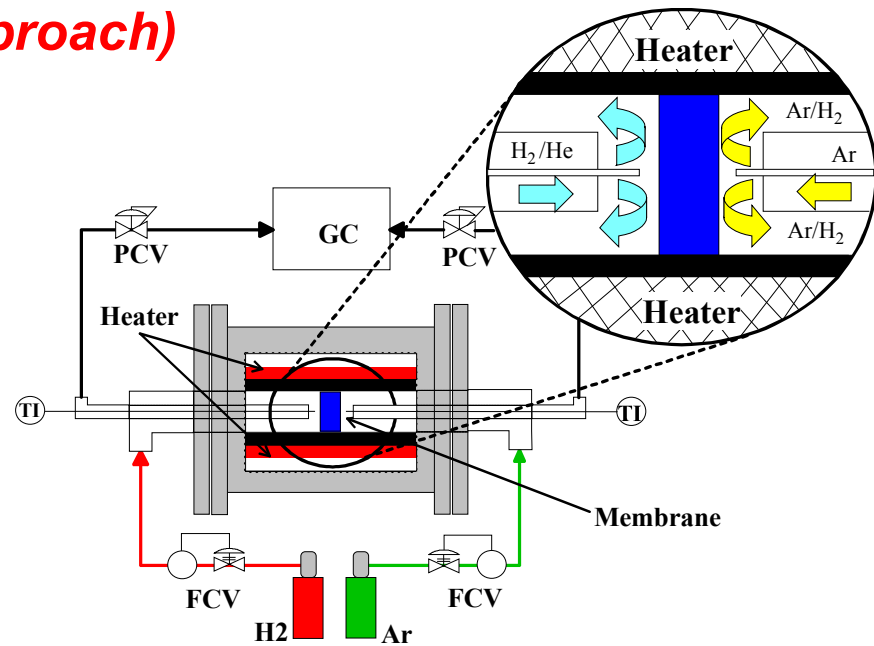 proach)
Heater
Ar/H2
H2/He
Ar
Ar/H2
Heater
GC
PCV
PCV
Heater
TI
TI
Membrane
FCV
FCV
H2
Ar